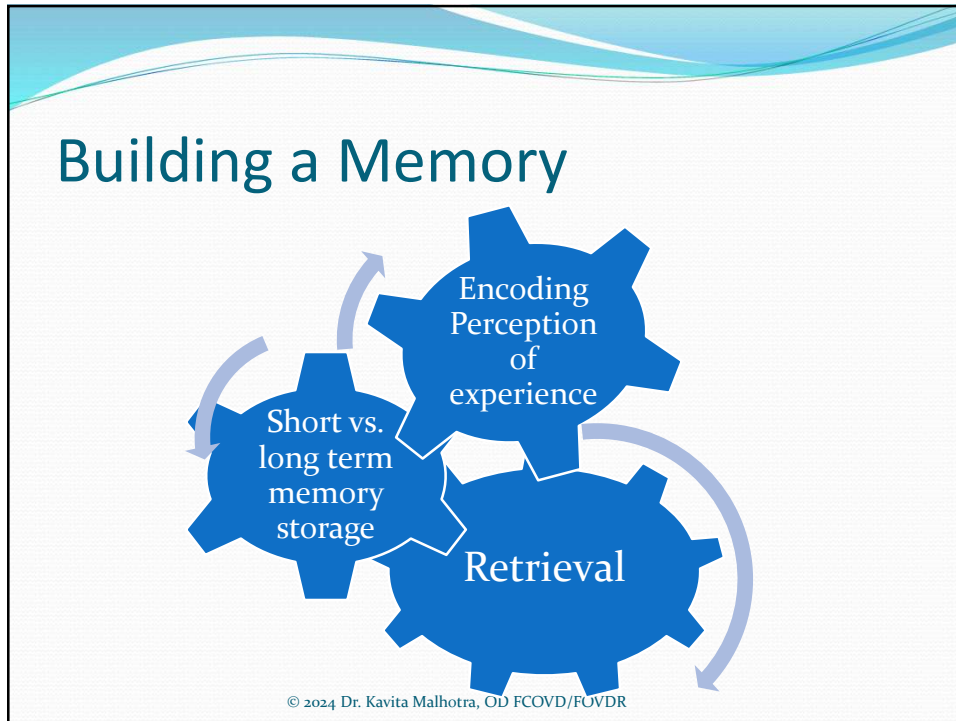 Building a Memory
Encoding
Perception
of
experience
Short vs.
long term
memory
storage
Retrieval
© 2024 Dr. Kavita Malhotra, OD FCOVD/FOVDR